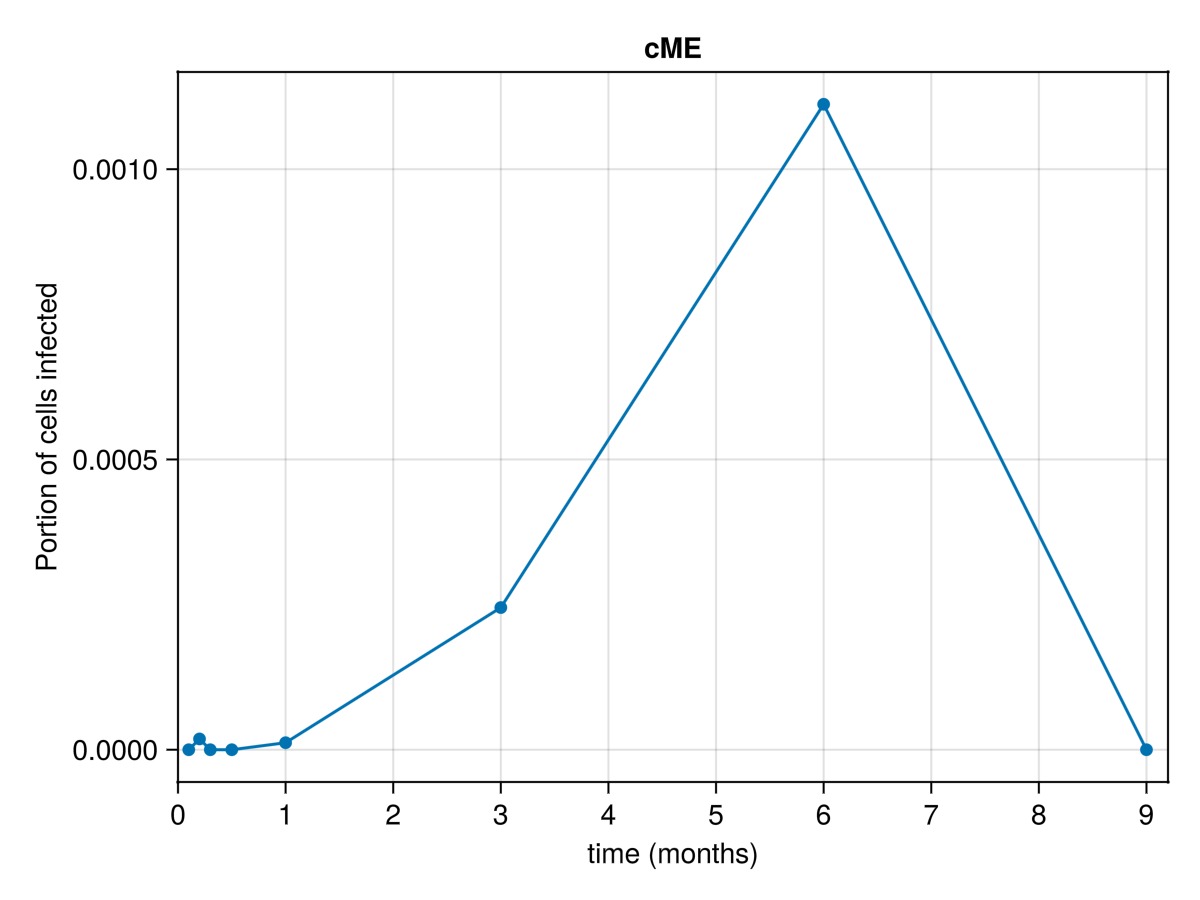 cME
Portion of cells infected
0.0010
0.0005
0.0000
0 1 2 3 4 5 6 7 8 9
time (months)